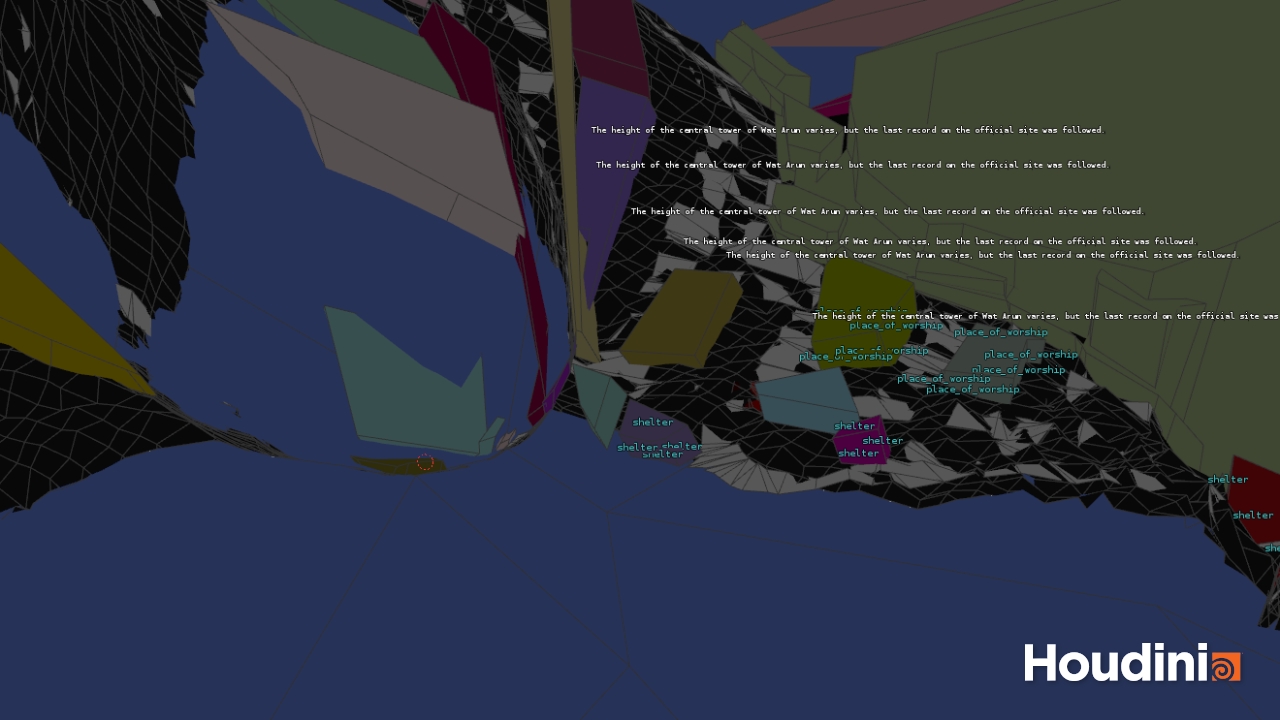 The height of the central tower of Wat Arun varies, but the last record on the official site was followed.
The height of the central tower of Wat Arun varies, but the last record on the official site was followed.
The height of the central tower of Wat Arun varies, but the last record on the official site was followed.
The height of the central tower of Wat Arun varies, but the last record on the official site was followed.
The height of the central tower of Wat Arun varies, but the last record on the official site was followed.
place_of_worship
The height of the central tower of Wat Arun varies, but the last record on the official site was
place_of_worship
place_of_worship
place_of_worship
place_of_worship
place_of_worship
place_of_worship
place_of_worship
place_of_worship
shelter
shelter
shelter
shelter
shelter
shelter
shelter
shelter
shelter
she
Houdini